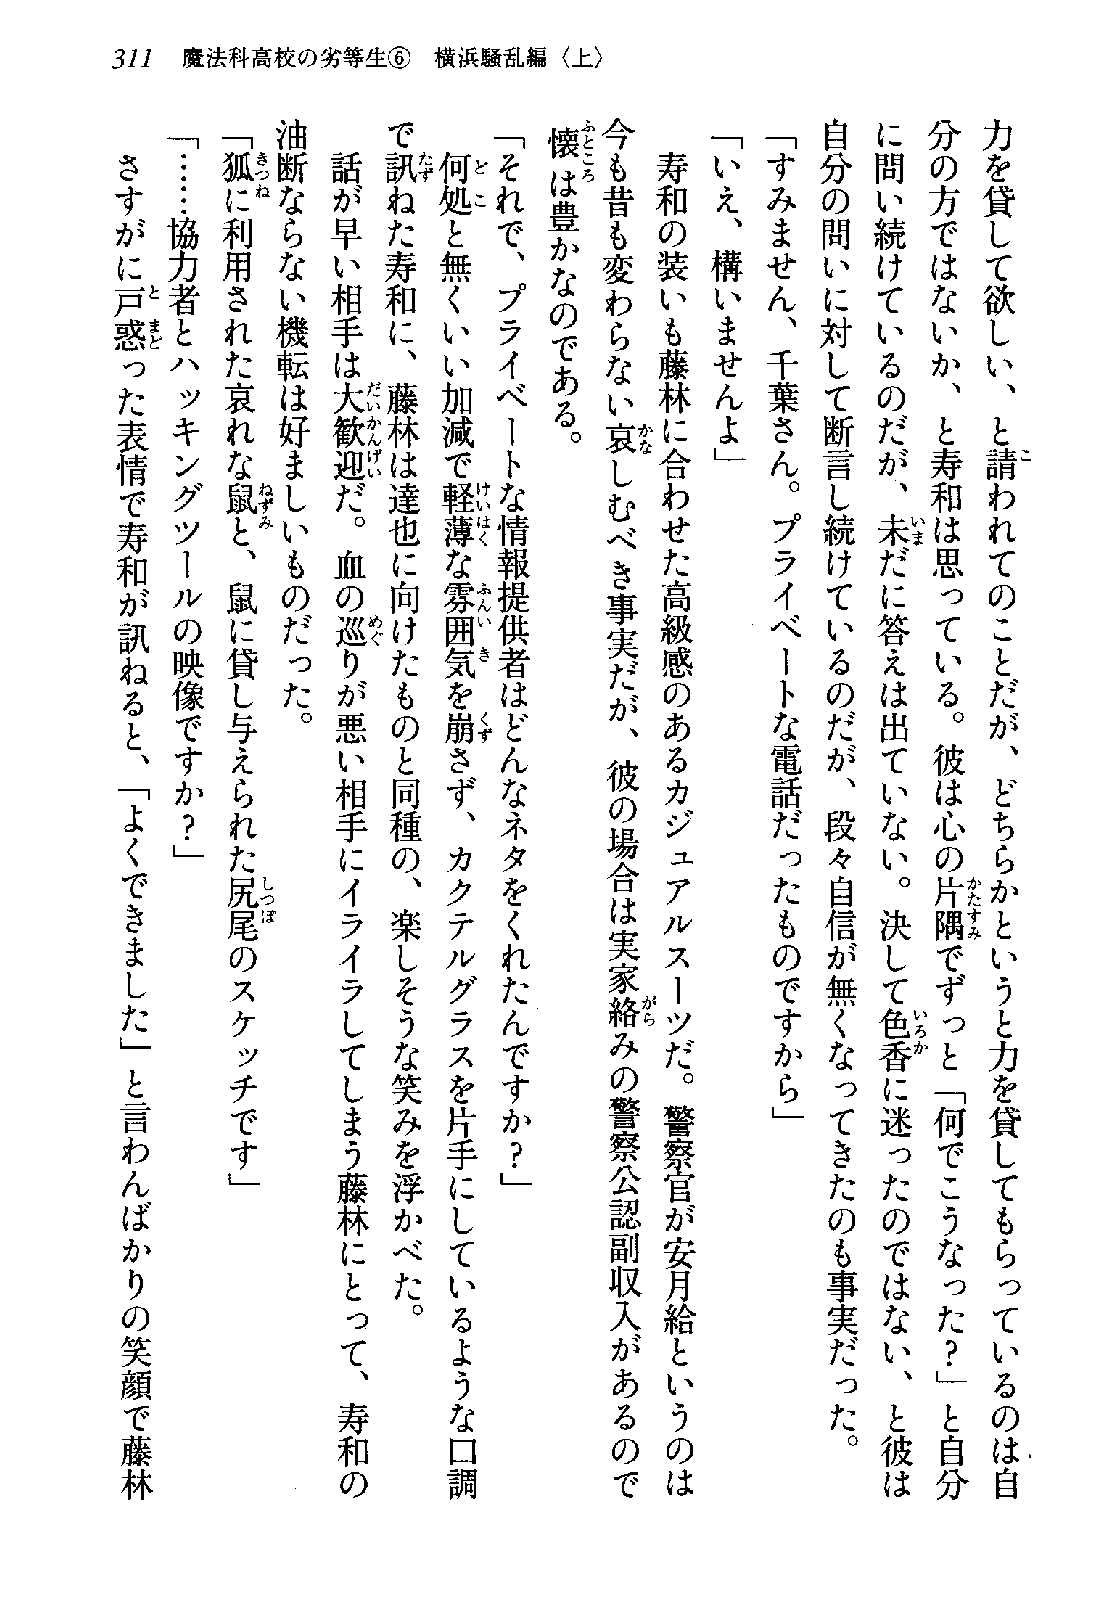 311 魔法科高校の劣等生⑥ 横浜騒乱編〈上〉
力を貸して欲しい、と請われてのことだが、どちらかというと力を貸してもらっているのは自
分の方ではないか、と寿和は思っている。彼は心の片隅でずっと「何でこうなった？」と自分
に問い続けているのだが、未だに答えは出ていない。決して色香に迷ったのではない、と彼は
自分の問いに対して断言し続けているのだが、段々自信が無くなってきたのも事実だった。
「すみません、千葉さん。プライベートな電話だったものですから」
「いえ、構いませんよ」
寿和の装いも藤林に合わせた高級感のあるカジュアルスーツだ。警察官が安月給というのは
今も昔も変わらない哀しむべき事実だが、彼の場合は実家絡みの警察公認副収入があるので
懐は豊かなのである。
「それで、プライベートな情報提供者はどんなネタをくれたんですか？」
何処と無くいい加減で軽薄な雰囲気を崩さず、カクテルグラスを片手にしているような口調
で訊ねた寿和に、藤林は達也に向けたものと同種の、楽しそうな笑みを浮かべた。
話が早い相手は大歓迎だ。血の巡りが悪い相手にイライラしてしまう藤林にとって、寿和の
油断ならない機転は好ましいものだった。
「狐に利用された哀れな鼠と、鼠に貸し与えられた尻尾のスケッチです」
「……協力者とハッキングツールの映像ですか？」
さすがに戸惑った表情で寿和が訊ねると、「よくできました」と言わんばかりの笑顔で藤林